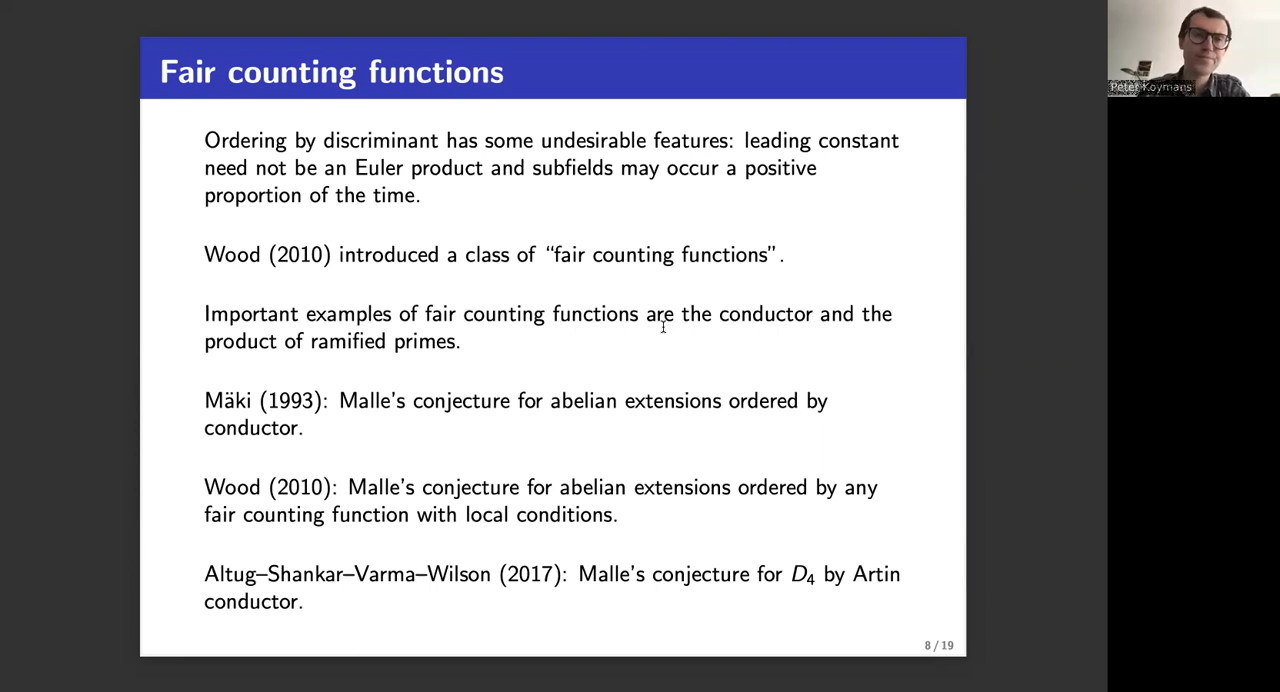 Fair counting functions
Peter Koymans
Ordering by discriminant has some undesirable features: leading constant
need not be an Euler product and subfields may occur a positive
proportion of the time.
Wood (2010) introduced a class of “fair counting functions”.
Important examples of fair counting functions are the conductor and the
product of ramified primes.
Mäki (1993): Malle’s conjecture for abelian extensions ordered by
conductor.
Wood (2010): Malle’s conjecture for abelian extensions ordered by any
fair counting function with local conditions.
Altug–Shankar–Varma–Wilson (2017): Malle’s conjecture for D₄ by Artin
conductor.
8 / 19